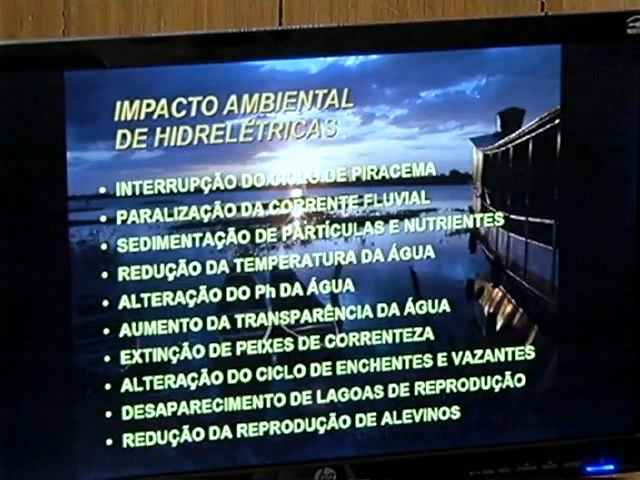 IMPACTO AMBIENTAL
DE HIDRELÉTRICAS
• INTERRUPÇÃO DO CICLO DE PIRACEMA
• PARALIZAÇÃO DA CORRENTE FLUVIAL
• SEDIMENTAÇÃO DE PARTÍCULAS E NUTRIENTES
• REDUÇÃO DA TEMPERATURA DA ÁGUA
• ALTERAÇÃO DO Ph DA ÁGUA
• AUMENTO DA TRANSPARÊNCIA DA ÁGUA
• EXTINÇÃO DE PEIXES DE CORRENTEZA
• ALTERAÇÃO DO CICLO DE ENCHENTES E VAZANTES
• DESAPARECIMENTO DE LAGOAS DE REPRODUÇÃO
• REDUÇÃO DA REPRODUÇÃO DE ALEVINOS
hp